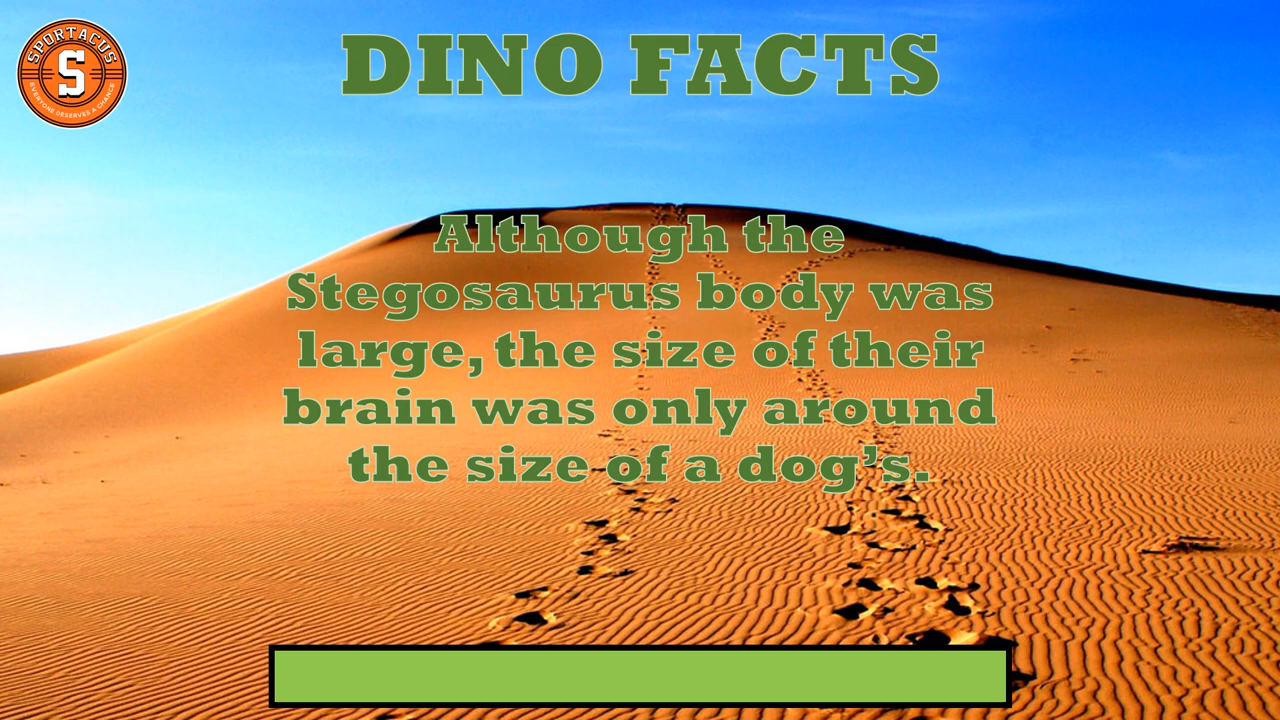 SPORTACUS
S
EVERYONE DESERVES A CHANCE
DINO FACTS
Although the
Stegosaurus body was
large, the size of their
brain was only around
the size of a dog’s.